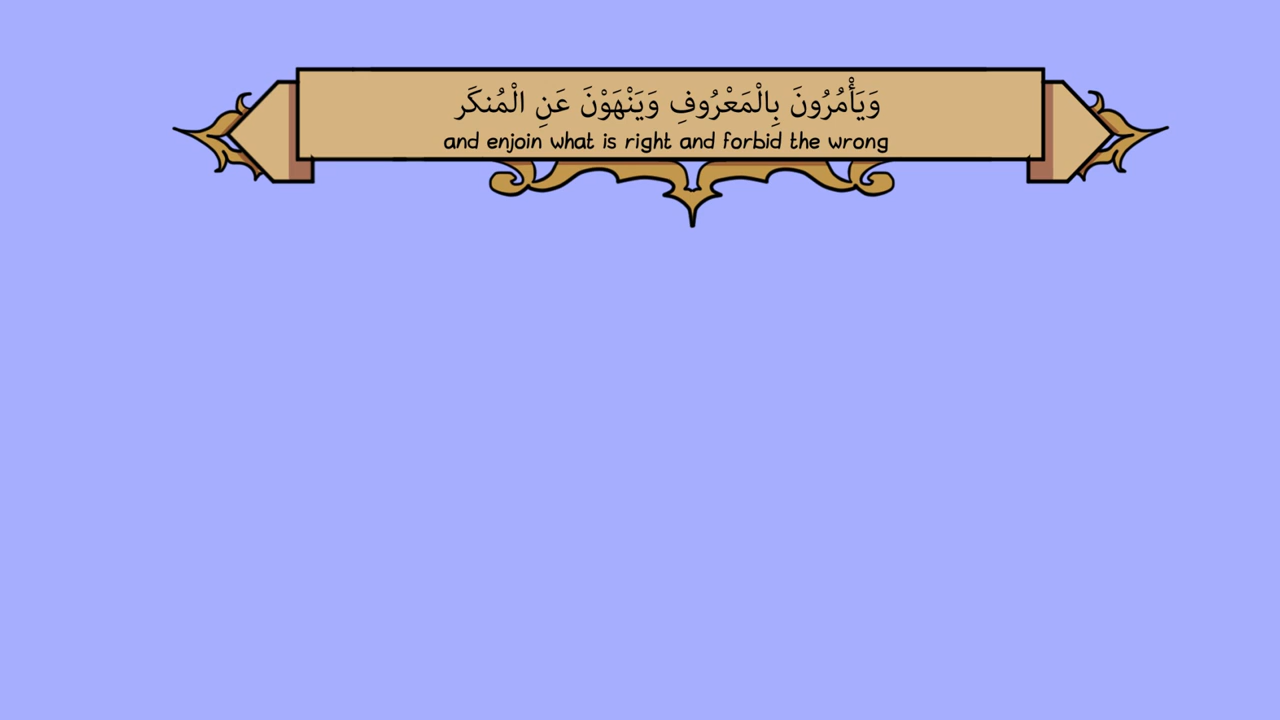 وَيَأْمُرُونَ بِالْمَعْرُوفِ وَيَنْهَوْنَ عَنِ الْمُنكَر
and enjoin what is right and forbid the wrong